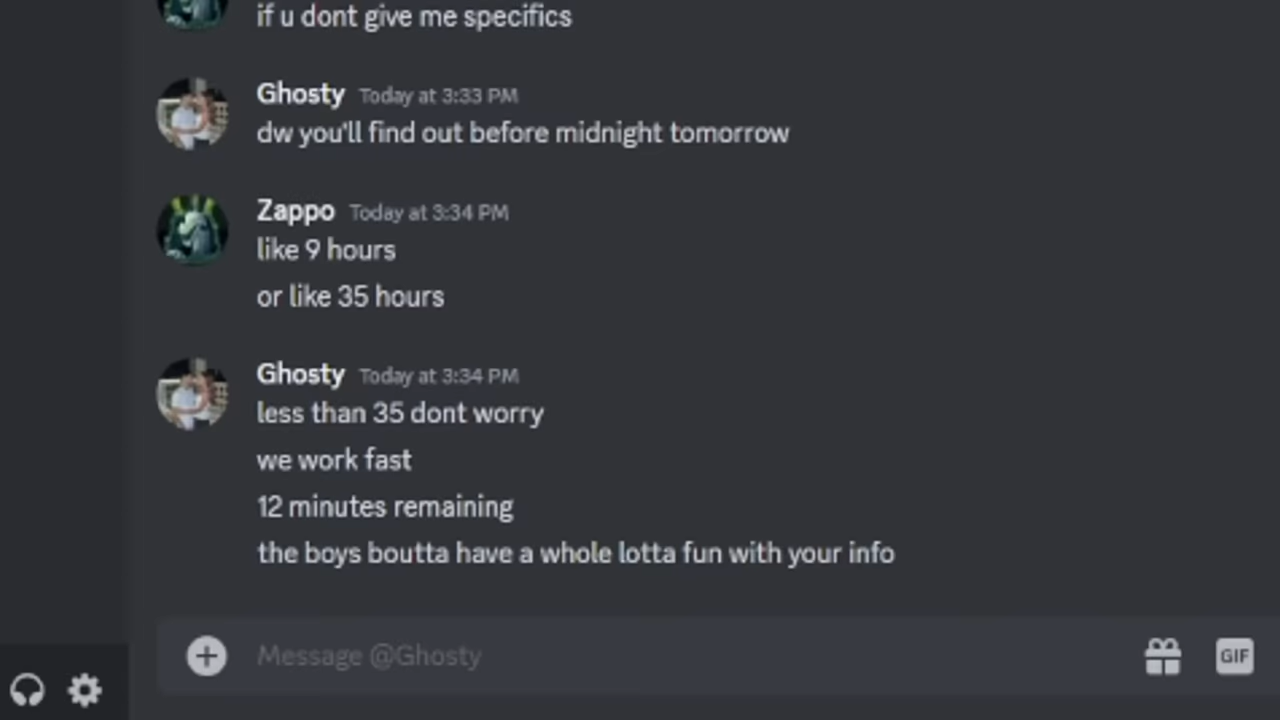 if u dont give me specifics
Ghosty Today at 3:33 PM
dw you'll find out before midnight tomorrow
Zappo Today at 3:34 PM
like 9 hours
or like 35 hours
Ghosty Today at 3:34 PM
less than 35 dont worry
we work fast
12 minutes remaining
the boys boutta have a whole lotta fun with your info
Message @Ghosty
GIF